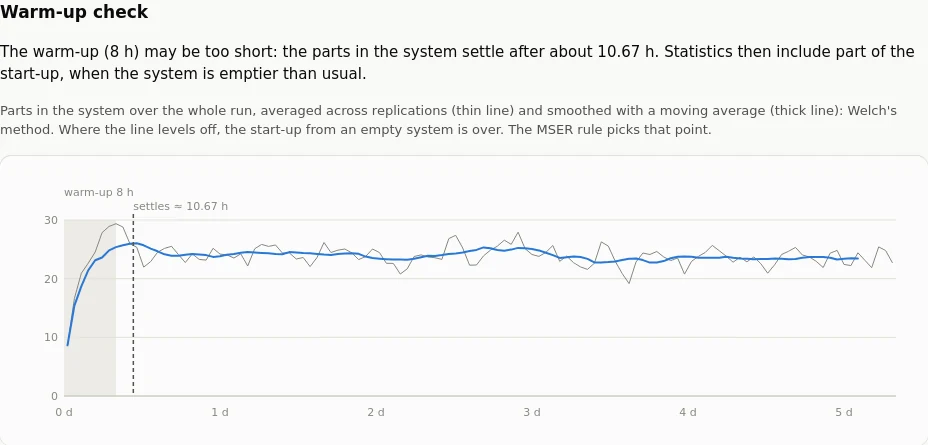 Warm-up check
The warm-up (8 h) may be too short: the parts in the system settle after about 10.67 h. Statistics then include part of the
start-up, when the system is emptier than usual.
Parts in the system over the whole run, averaged across replications (thin line) and smoothed with a moving average (thick line): Welch's
method. Where the line levels off, the start-up from an empty system is over. The MSER rule picks that point.
warm-up 8 h
settles ≈ 10.67 h
30
20
10
0
0 d 1 d 2 d 3 d 4 d 5 d